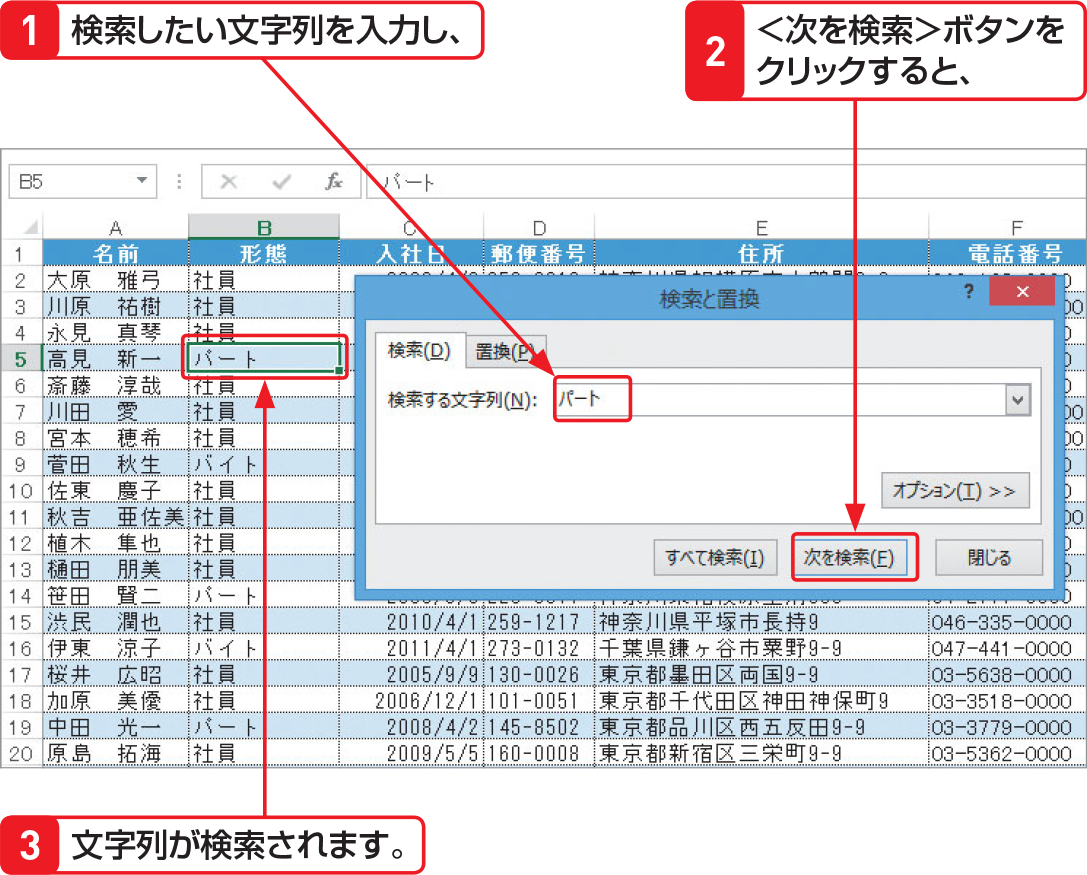 1 検索したい文字列を入力し、
2 <次を検索>ボタンを
クリックすると、
B5 fx パート
A B C D E F
1 名前 形態 入社日 郵便番号 住所 電話番号
2 大原 雅弓 社員
3 川原 祐樹 社員
4 永見 真琴 社員
5 高見 新一 パート
6 斎藤 淳哉 社員
7 川田 愛 社員
8 宮本 穂希 社員
9 菅田 秋生 バイト
10 佐東 慶子 社員
11 秋吉 亜佐美 社員
12 植木 隼也 社員
13 樋田 朋美 社員
14 笹田 賢二 パート
15 渋民 潤也 社員 2010/4/1 259-1217 神奈川県平塚市長持9 046-335-0000
16 伊東 涼子 バイト 2011/4/1 273-0132 千葉県鎌ヶ谷市粟野9-9 047-441-0000
17 桜井 広昭 社員 2005/9/9 130-0026 東京都墨田区両国9-9 03-5638-0000
18 加原 美優 社員 2006/12/1 101-0051 東京都千代田区神田神保町9 03-3518-0000
19 中田 光一 パート 2008/4/2 145-8502 東京都品川区西五反田9-9 03-3779-0000
20 原島 拓海 社員 2009/5/5 160-0008 東京都新宿区三栄町9-9 03-5362-0000
検索と置換 ?
検索(D) 置換(P)
検索する文字列(N): パート
オプション(T) >>
すべて検索(I) 次を検索(F) 閉じる
3 文字列が検索されます。